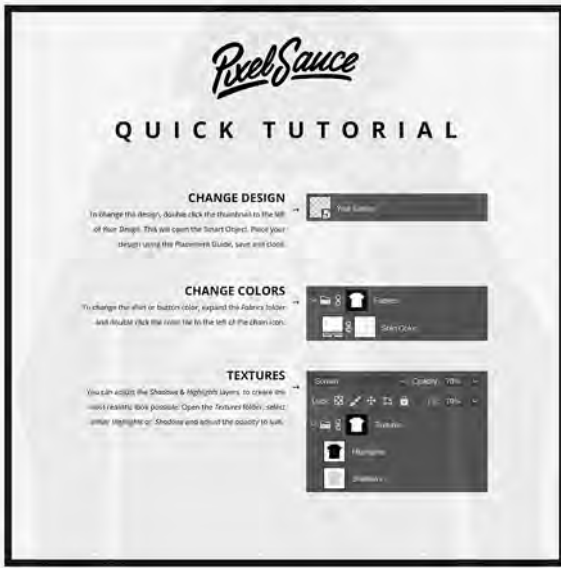 Pixel Sauce
QUICK TUTORIAL
CHANGE DESIGN
To change the design, double click the thumbnail to the left
of Your Design. This will open the Smart Object. Place your
design using the Placement Guide, save and close.
Your Design
CHANGE COLORS
To change the shirt or button color, expand the Fabrics folder
and double click the color tile to the left of the chain icon.
Fabrics
Shirt Color
TEXTURES
You can adjust the Shadows & Highlights layers, to create the
most realistic look possible. Open the Textures folder, select
either Highlights or Shadows and adjust the opacity to suit.
Screen Opacity: 70%
Lock: 70%
Textures
Highlights
Shadows